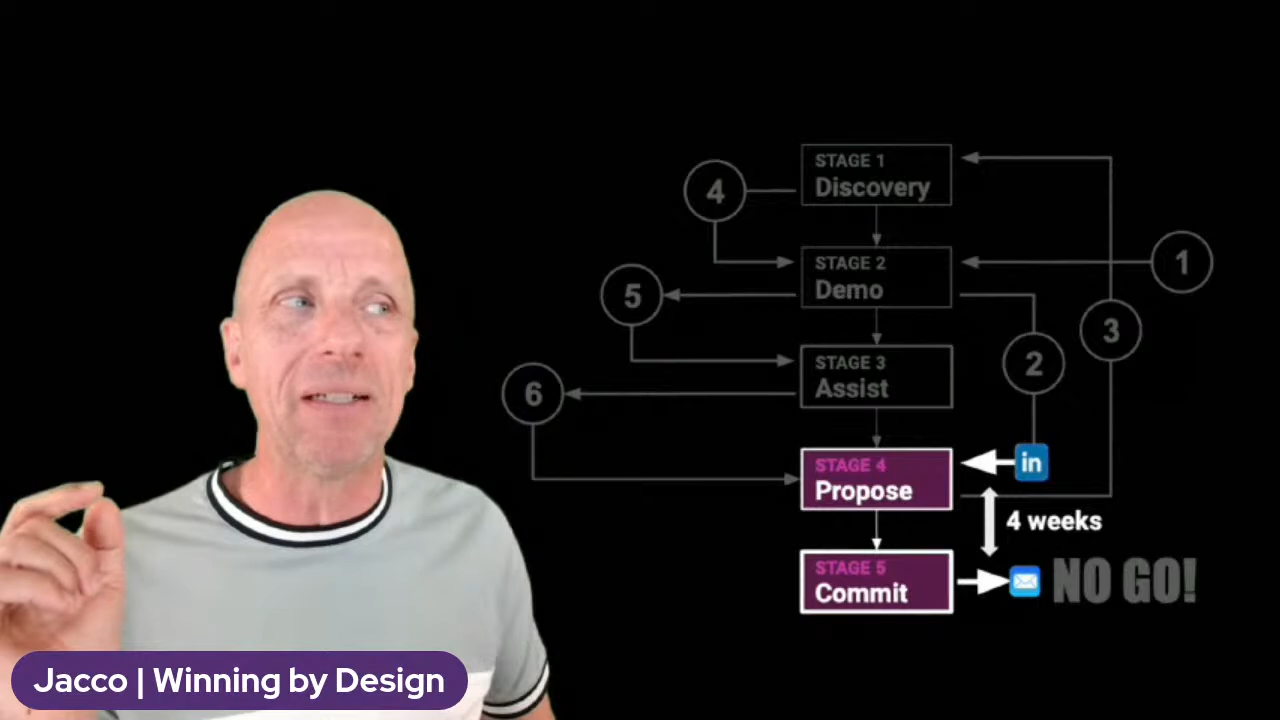 STAGE 1
Discovery
4
1
STAGE 2
Demo
5
3
2
STAGE 3
Assist
6
STAGE 4
Propose
in
4 weeks
STAGE 5
Commit
NO GO!
Jacco | Winning by Design